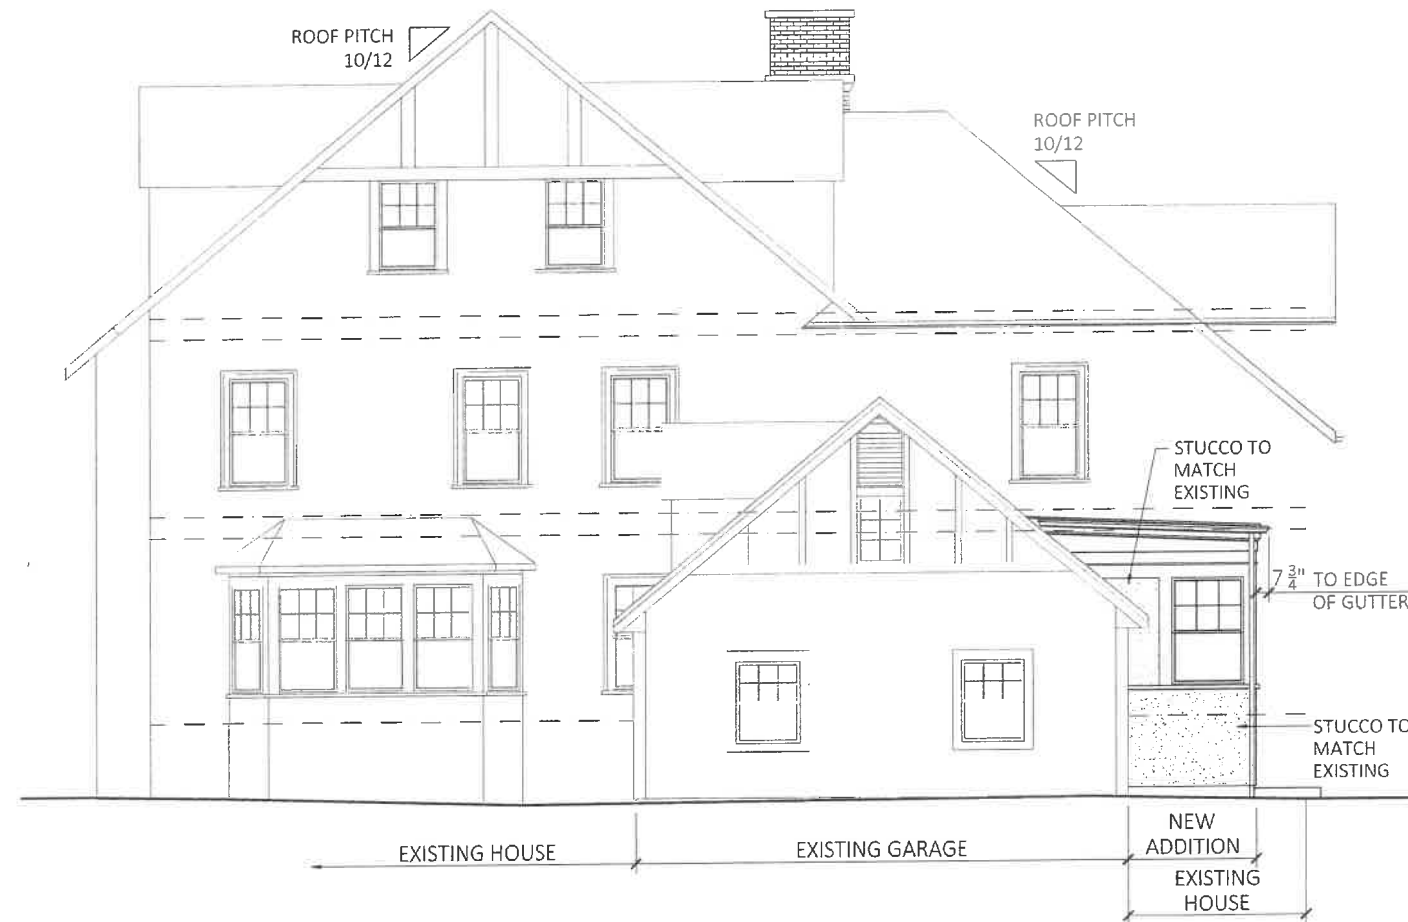 ROOF PITCH
10/12
ROOF PITCH
10/12
STUCCO TO
MATCH
EXISTING
7 3/4" TO EDGE
OF GUTTER
STUCCO TO
MATCH
EXISTING
EXISTING HOUSE
EXISTING GARAGE
NEW
ADDITION
EXISTING
HOUSE